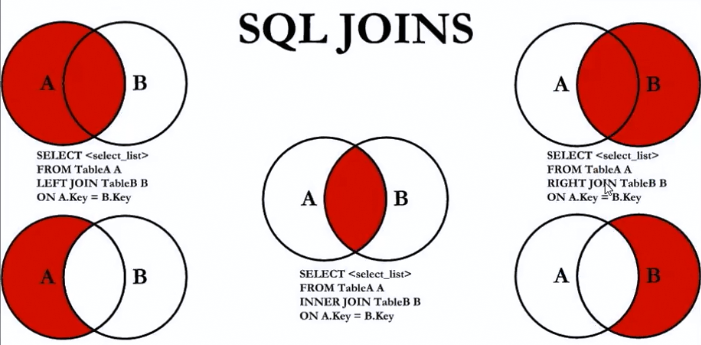 SQL JOINS
A B
SELECT <select_list>
FROM TableA A
LEFT JOIN TableB B
ON A.Key = B.Key
A B
A B
SELECT <select_list>
FROM TableA A
INNER JOIN TableB B
ON A.Key = B.Key
A B
SELECT <select_list>
FROM TableA A
RIGHT JOIN TableB B
ON A.Key = B.Key
A B